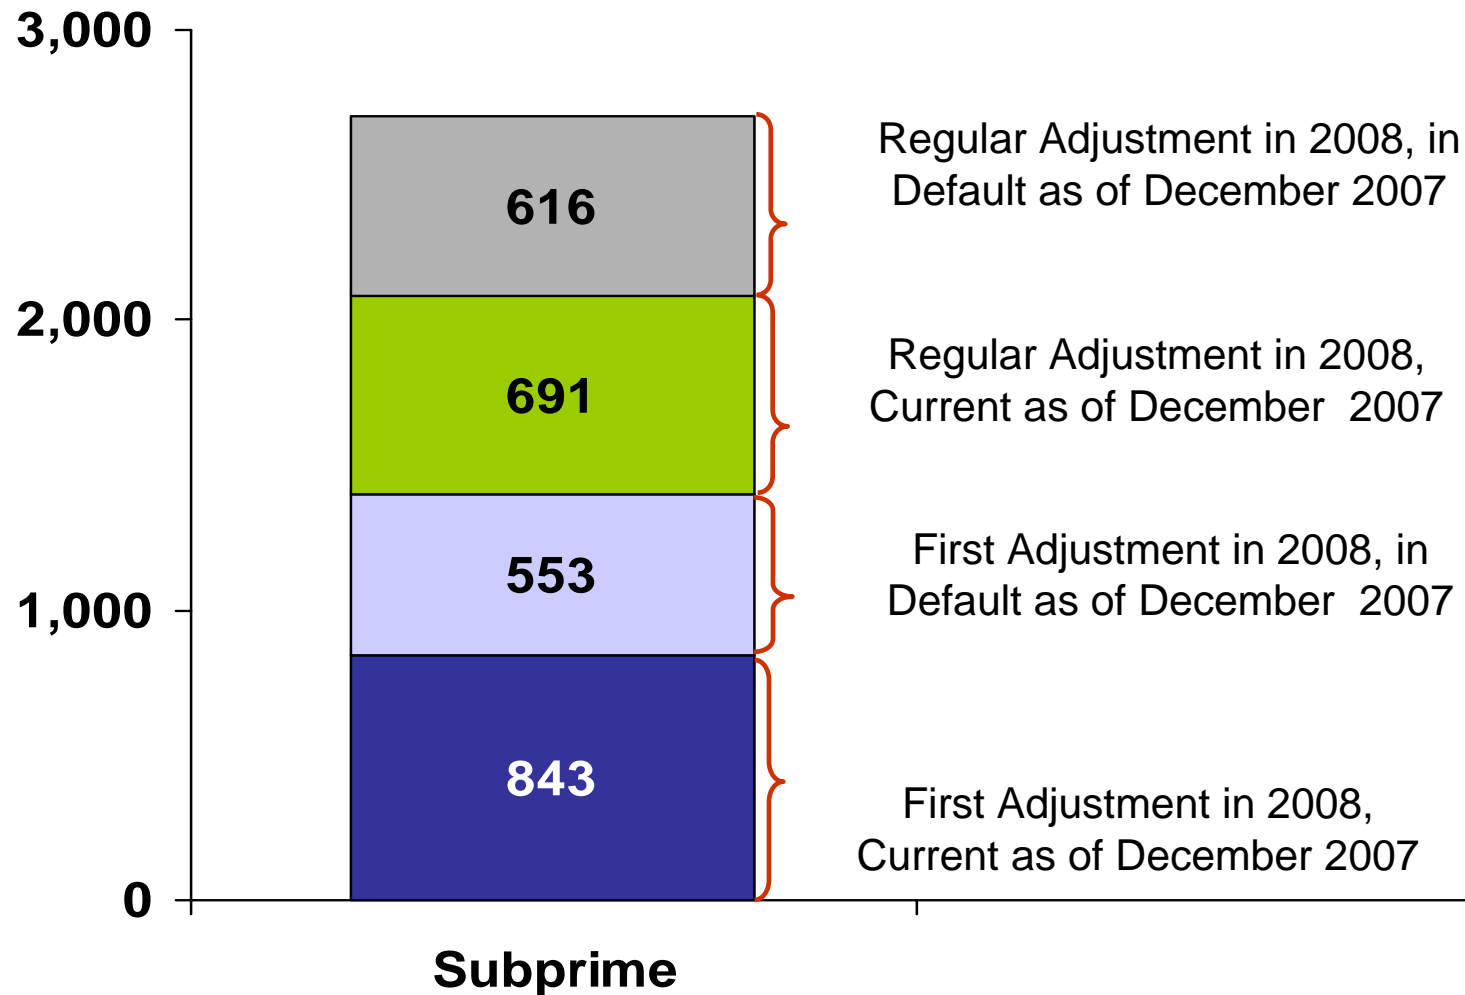 3,000
Regular Adjustment in 2008, in
Default as of December 2007
616
2,000
Regular Adjustment in 2008,
Current as of December  2007
691
First Adjustment in 2008, in
Default as of December  2007
553
1,000
843
First Adjustment in 2008,
Current as of December 2007
0
Subprime